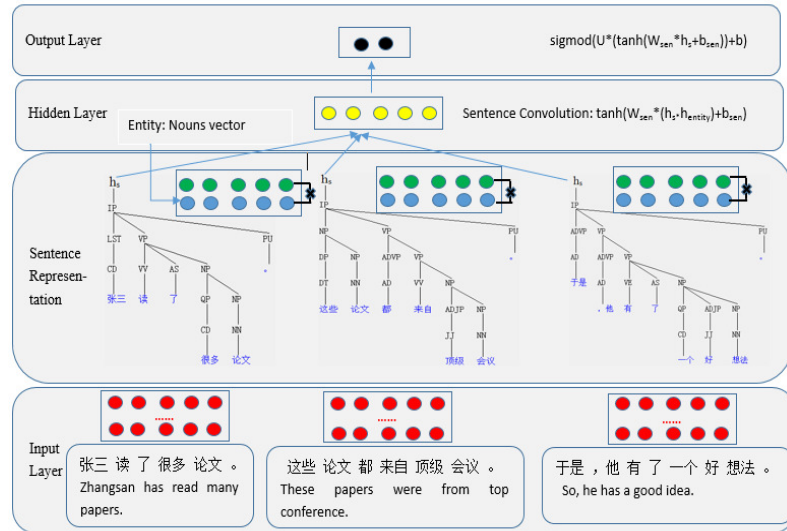 Output Layer
sigmod(U*(tanh(Wsen*hs+bsen))+b)
Hidden Layer
Sentence Convolution: tanh(Wsen*(hs·hentity)+bsen)
Entity: Nouns vector
Sentence
Represen-
tation
hs
IP
LST VP PU
CD VV AS NP 。
张三 读 了 QP NP
CD NN
很多 论文
hs
IP
NP VP PU
DP NP ADVP VP 。
DT NN AD VV NP
这些 论文 都 来自 ADJP NP
JJ NN
顶级 会议
hs
IP
ADVP VP PU
AD ADVP VP 。
于是 AD VE AS NP
，他 有 了 QP ADJP NP
CD JJ NN
一个 好 想法
Input
Layer
......
张三 读 了 很多 论文 。
Zhangsan has read many
papers.
......
这些 论文 都 来自 顶级 会议 。
These papers were from top
conference.
......
于是 ，他 有 了 一个 好 想法 。
So, he has a good idea.